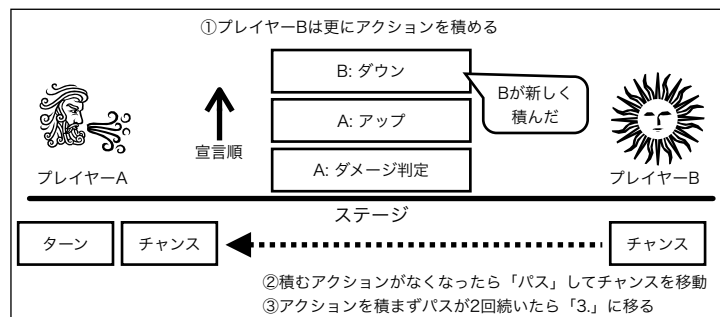 ①プレイヤーBは更にアクションを積める
B: ダウン
Bが新しく
積んだ
A: アップ
宣言順
A: ダメージ判定
プレイヤーA
プレイヤーB
ステージ
ターン
チャンス
チャンス
②積むアクションがなくなったら「パス」してチャンスを移動
③アクションを積まずパスが2回続いたら「3.」に移る